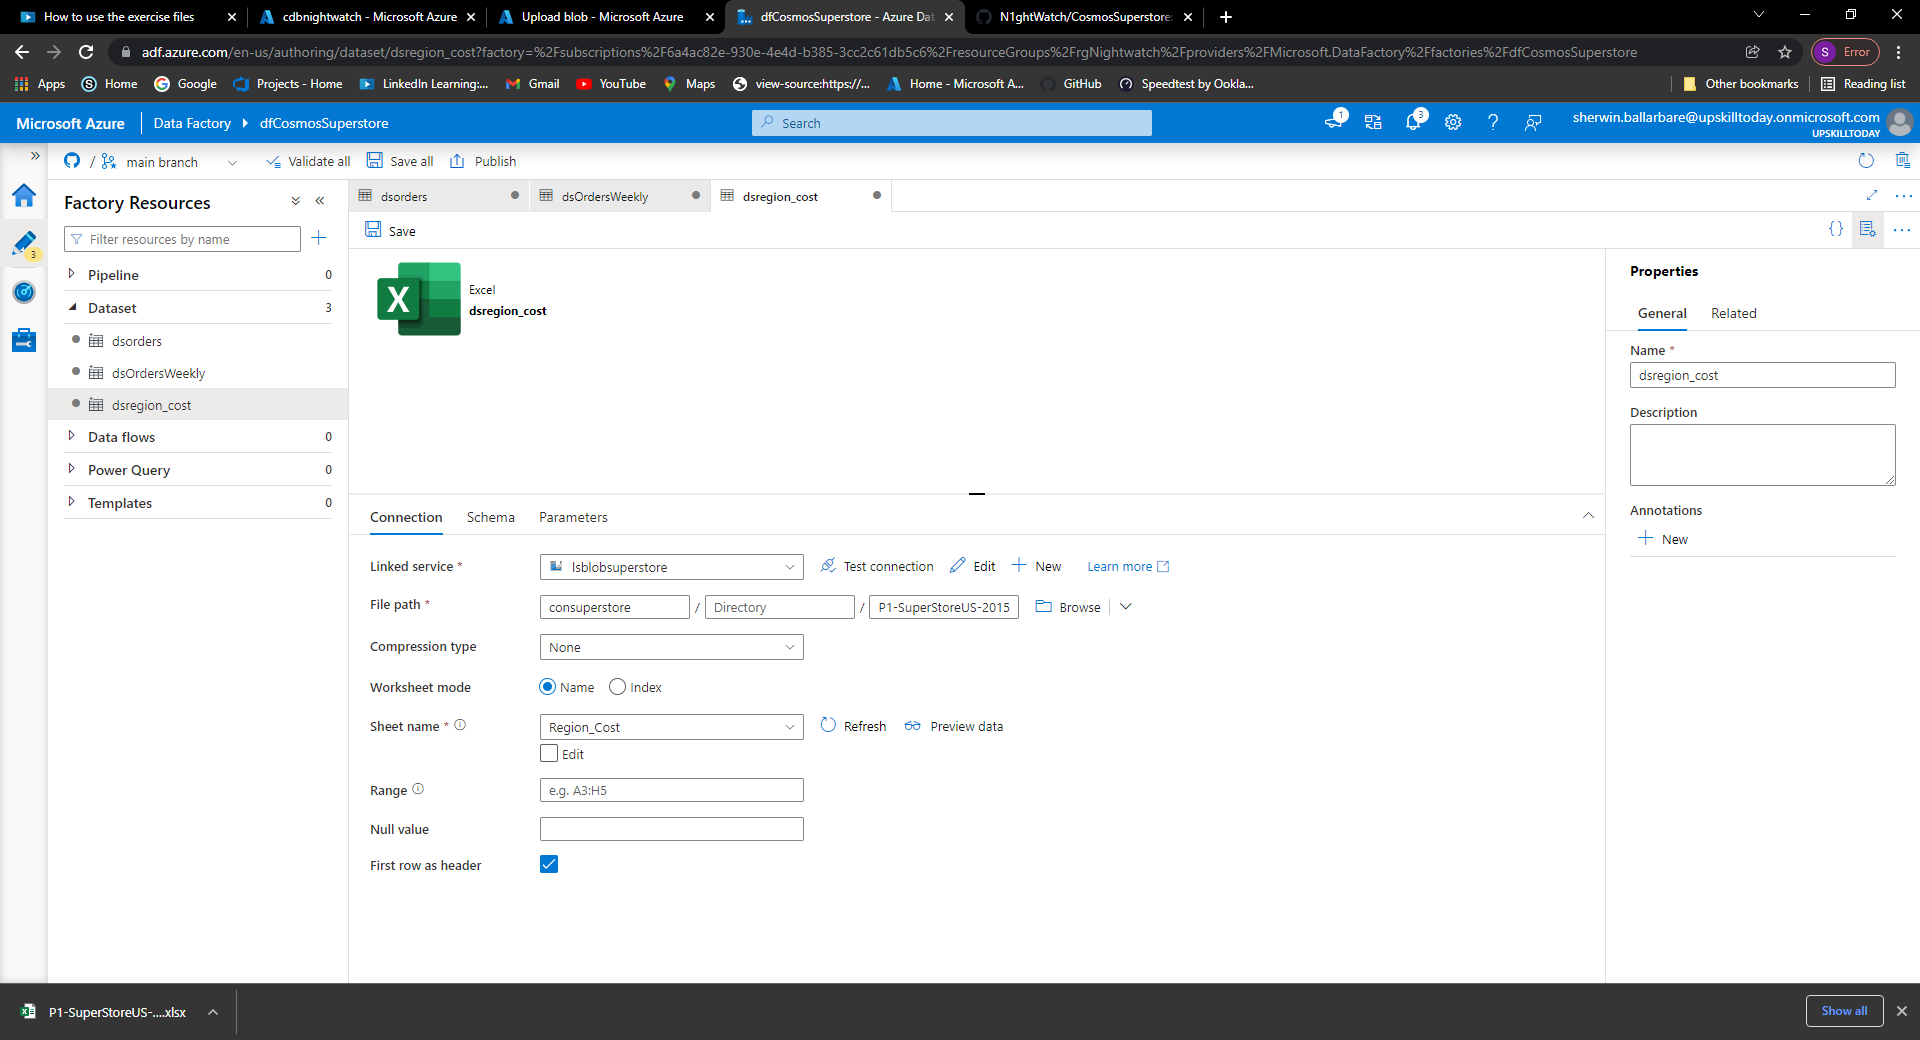 How to use the exercise files
cdbnightwatch - Microsoft Azure
Upload blob - Microsoft Azure
dfCosmosSuperstore - Azure Dat
N1ghtWatch/CosmosSuperstore:
adf.azure.com/en-us/authoring/dataset/dsregion_cost?factory=%2Fsubscriptions%2F6a4ac82e-930e-4e4d-b385-3cc2c61db5c6%2FresourceGroups%2FrgNightwatch%2Fproviders%2FMicrosoft.DataFactory%2Ffactories%2FdfCosmosSuperstore
S Error
Apps
Home
Google
Projects - Home
LinkedIn Learning:...
Gmail
YouTube
Maps
view-source:https://...
Home - Microsoft A...
GitHub
Speedtest by Ookla...
Other bookmarks
Reading list
Microsoft Azure
Data Factory
dfCosmosSuperstore
Search
1
3
sherwin.ballarbare@upskilltoday.onmicrosoft.com
UPSKILLTODAY
/ main branch
Validate all
Save all
Publish
3
Factory Resources
Filter resources by name
Pipeline 0
Dataset 3
dsorders
dsOrdersWeekly
dsregion_cost
Data flows 0
Power Query 0
Templates 0
dsorders
dsOrdersWeekly
dsregion_cost
Save
{}
X
Excel
dsregion_cost
Connection
Schema
Parameters
Linked service *
lsblobsuperstore
Test connection
Edit
New
Learn more
File path *
consuperstore / Directory / P1-SuperStoreUS-2015
Browse
Compression type
None
Worksheet mode
Name
Index
Sheet name *
Region_Cost
Refresh
Preview data
Edit
Range
e.g. A3:H5
Null value
First row as header
Properties
General
Related
Name *
dsregion_cost
Description
Annotations
New
P1-SuperStoreUS-....xlsx
Show all